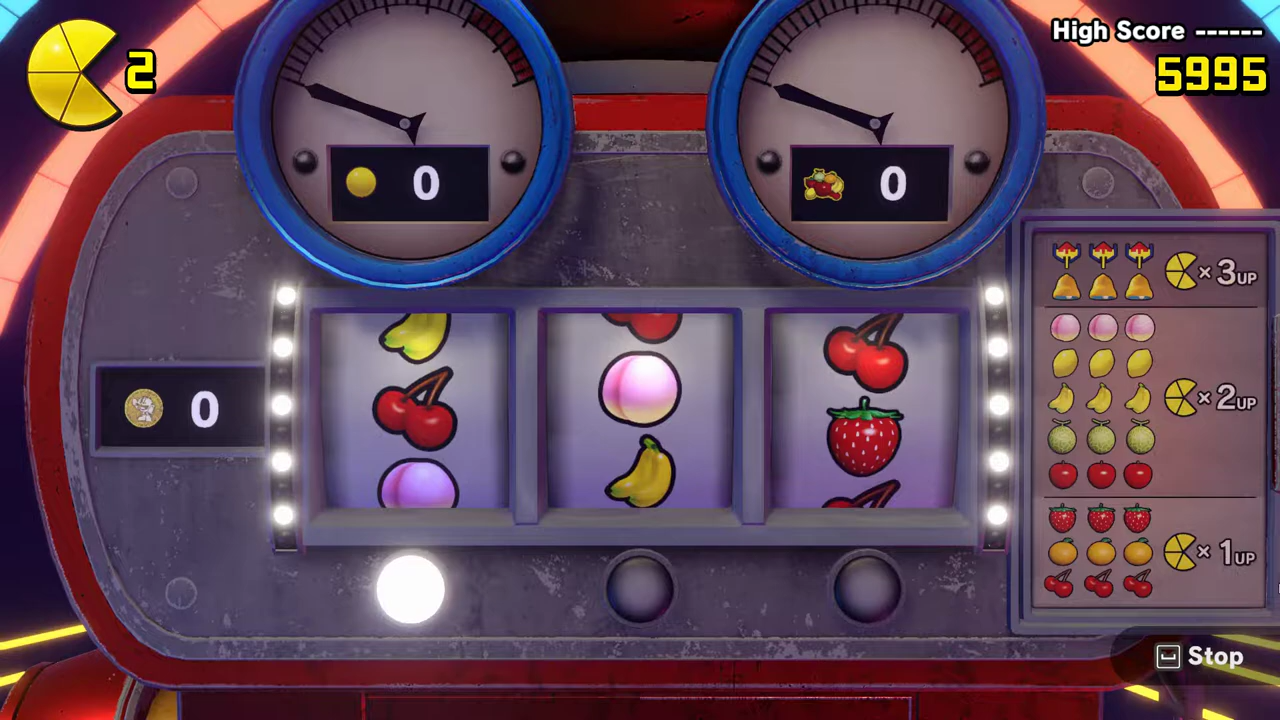 2
High Score ------
5995
0
0
0
× 3UP
× 2UP
× 1UP
Stop